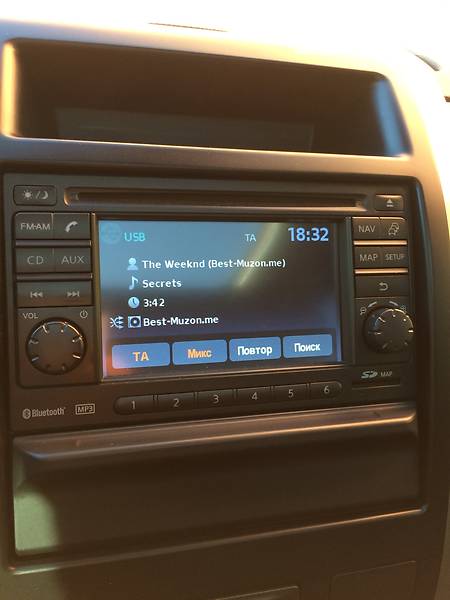 FM·AM
CD AUX
VOL
USB TA 18:32
The Weeknd (Best-Muzon.me)
Secrets
3:42
Best-Muzon.me
TA Микс Повтор Поиск
NAV
MAP SETUP
Bluetooth MP3
1 2 3 4 5 6
SD MAP